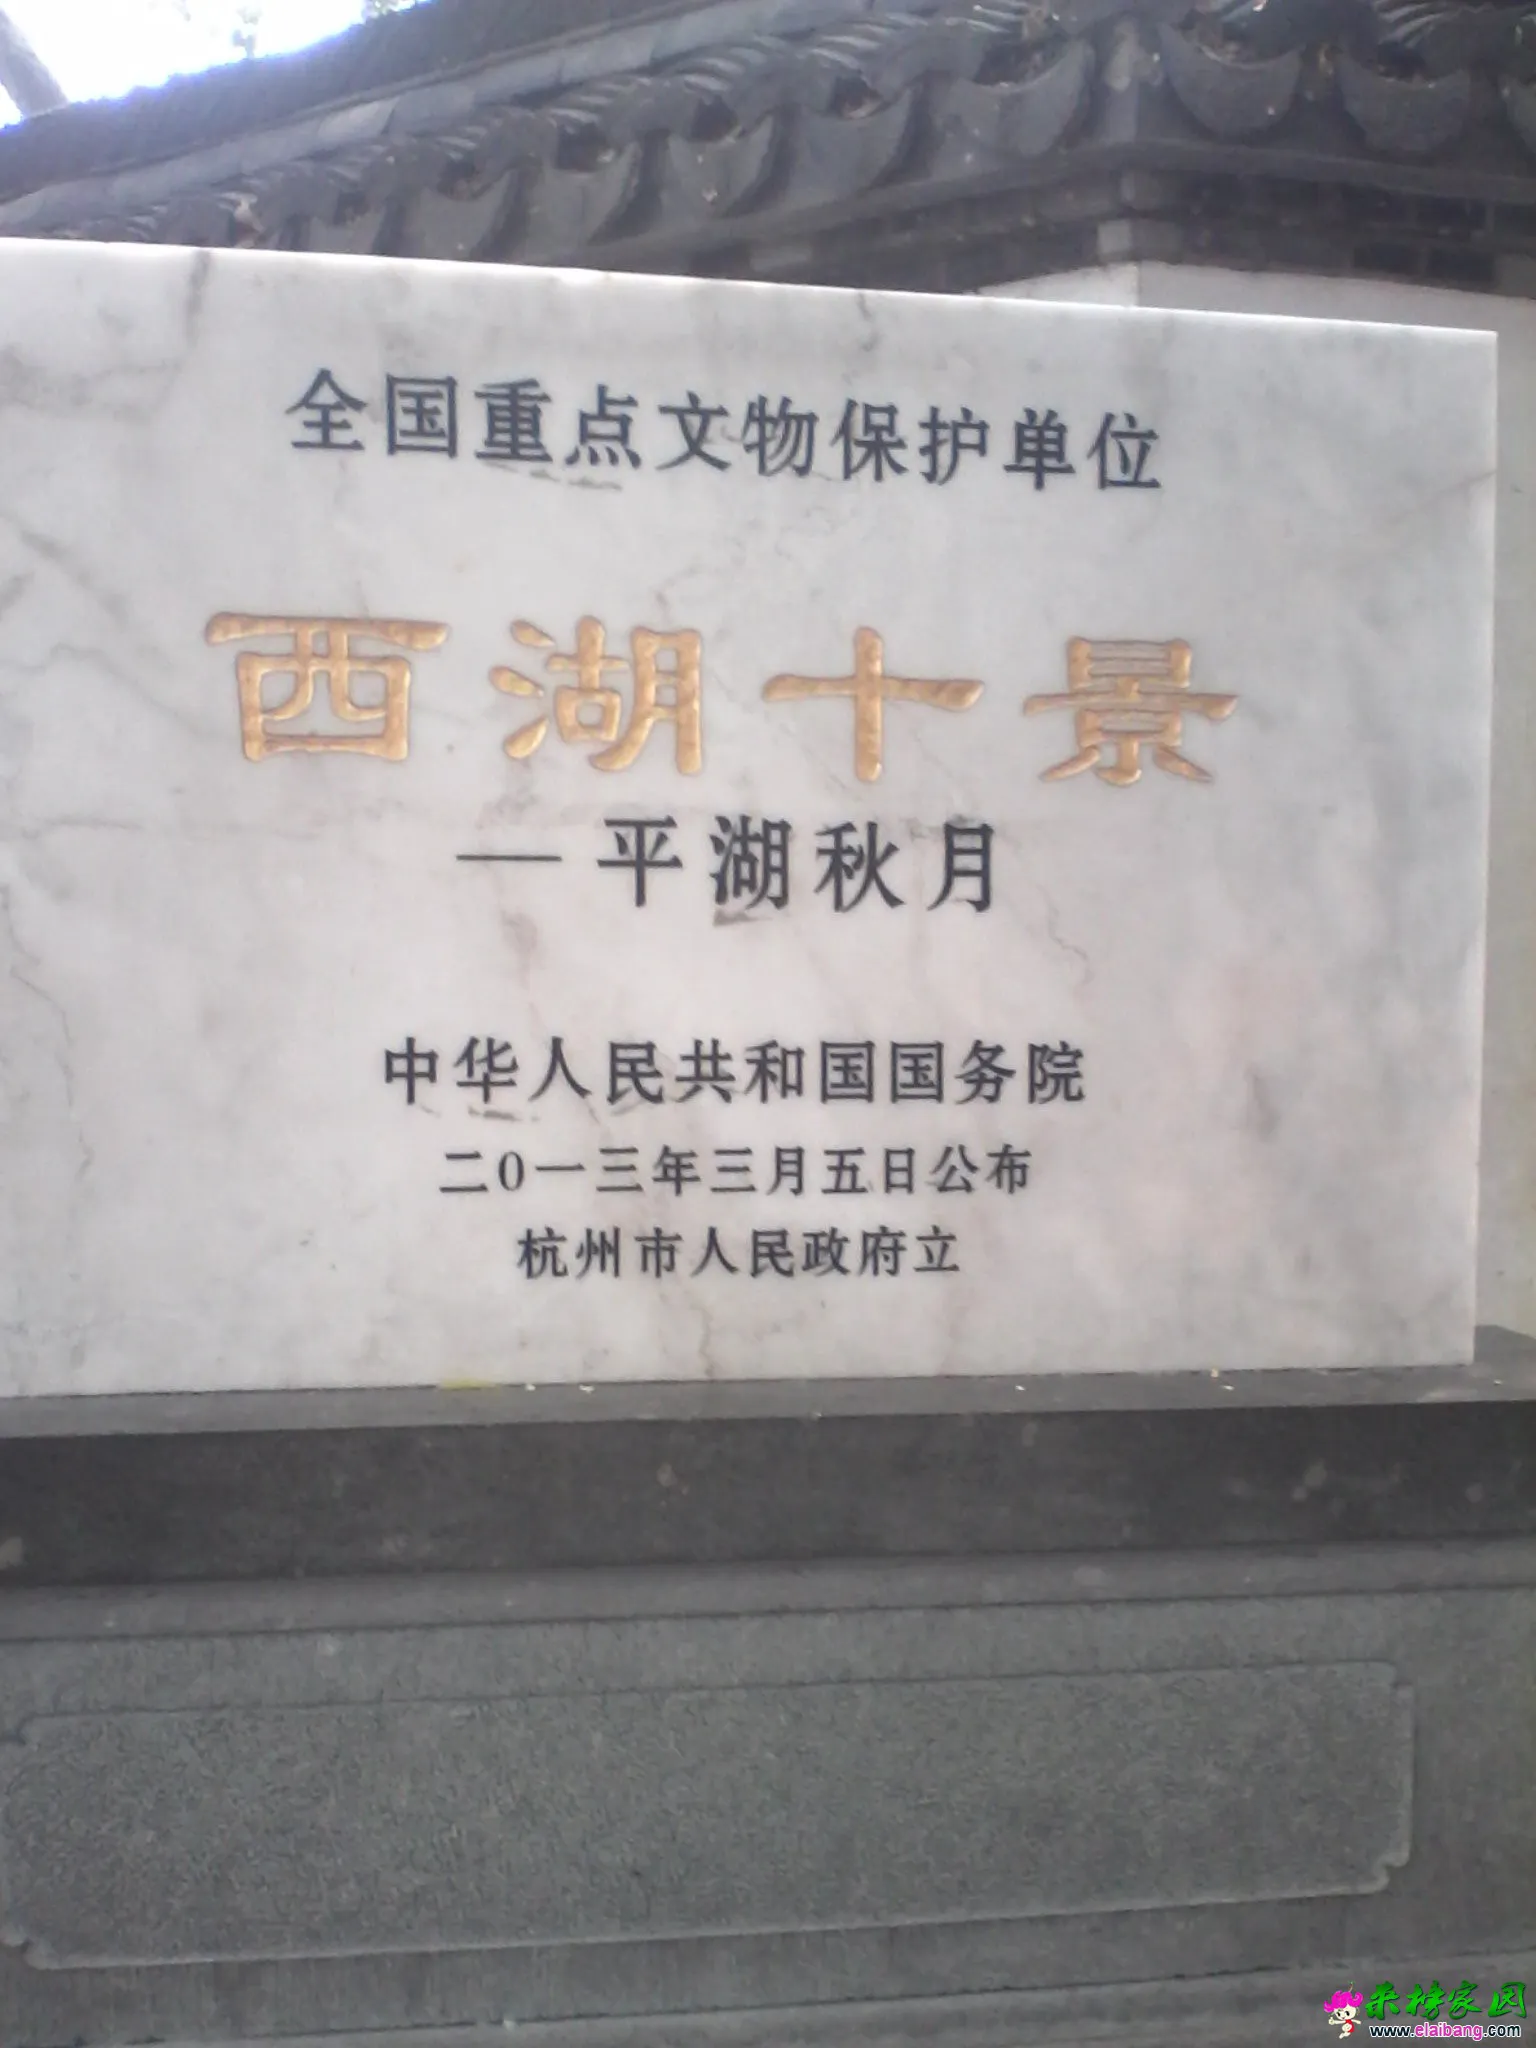 全国重点文物保护单位
西湖十景
—平湖秋月
中华人民共和国国务院
二0一三年三月五日公布
杭州市人民政府立
来榜家园
www.elaibang.com